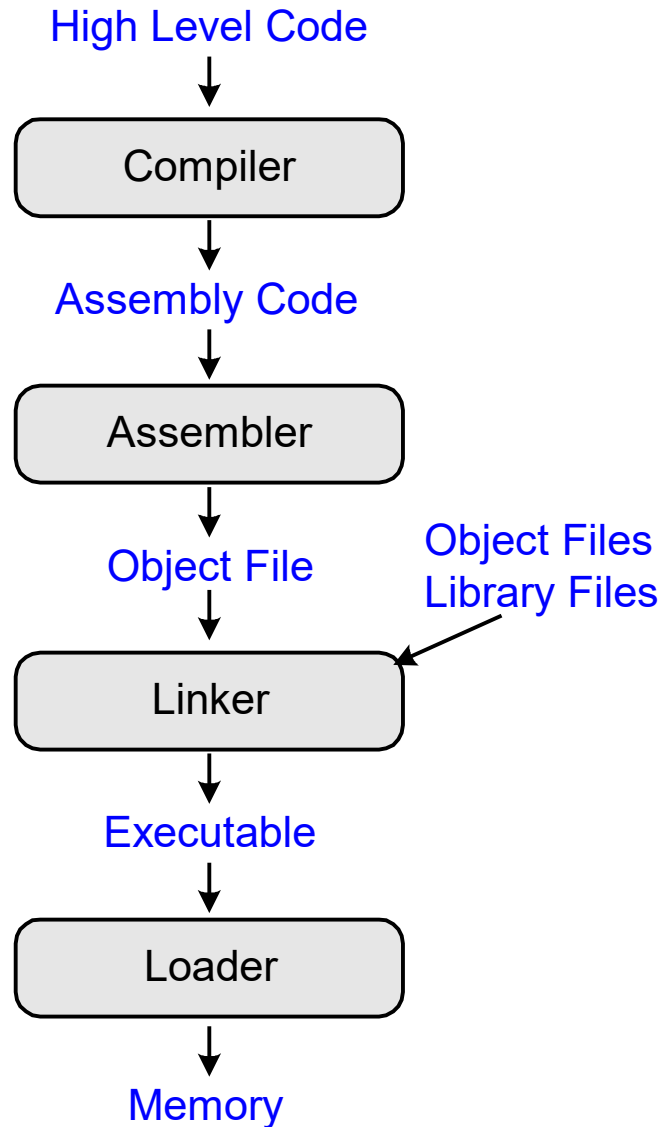 High Level Code
Compiler
Assembly Code
Assembler
Object File
Object Files
Library Files
Linker
Executable
Loader
Memory